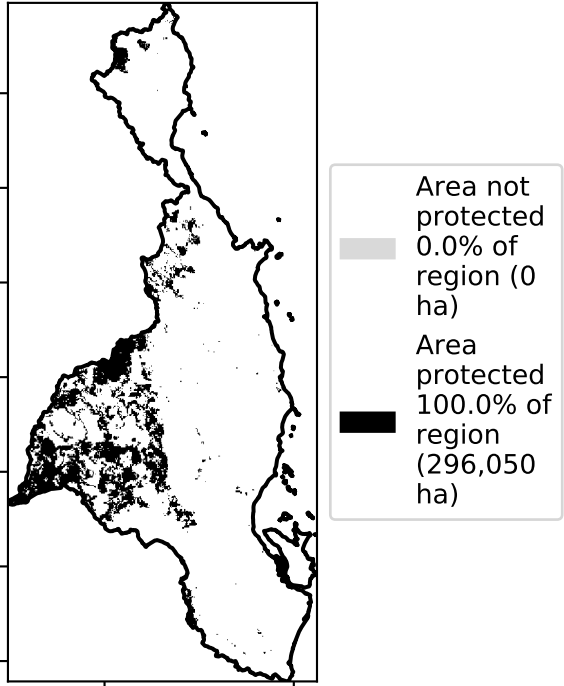 Area not
protected
0.0% of
region (0
ha)
Area
protected
100.0% of
region
(296,050
ha)